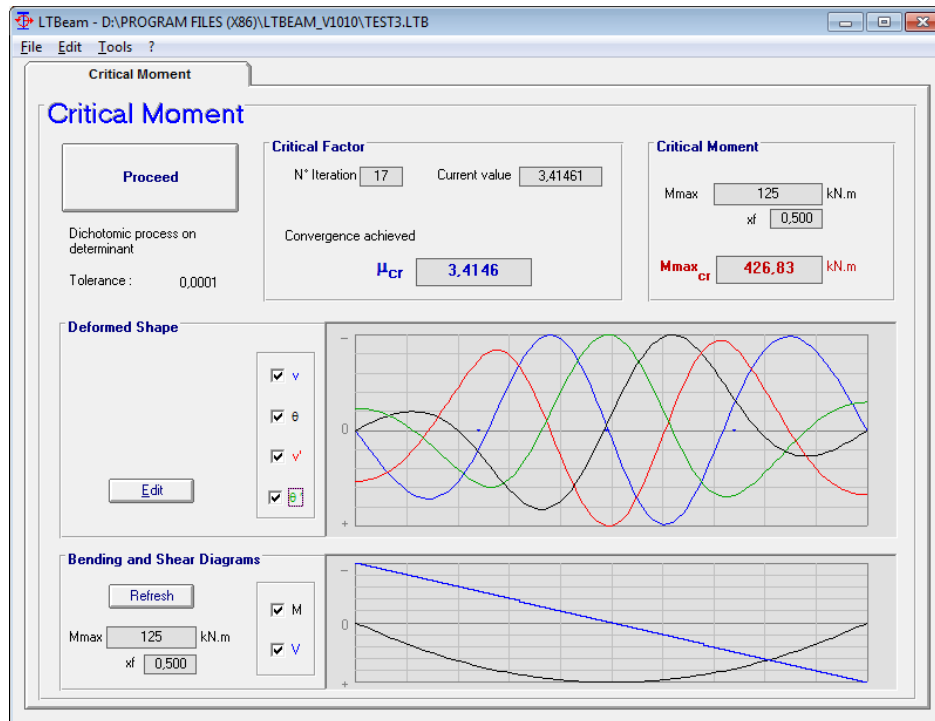 LTBeam - D:\PROGRAM FILES (X86)\LTBEAM_V1010\TEST3.LTB
File Edit Tools ?
Critical Moment
Critical Moment
Proceed
Dichotomic process on
determinant
Tolerance : 0,0001
Critical Factor
N° Iteration 17 Current value 3,41461
Convergence achieved
μcr 3,4146
Critical Moment
Mmax 125 kN.m
xf 0,500
Mmax cr 426,83 kN.m
Deformed Shape
v
θ
v'
θ'
Edit
−
0
+
Bending and Shear Diagrams
Refresh
Mmax 125 kN.m
xf 0,500
M
V
−
0
+